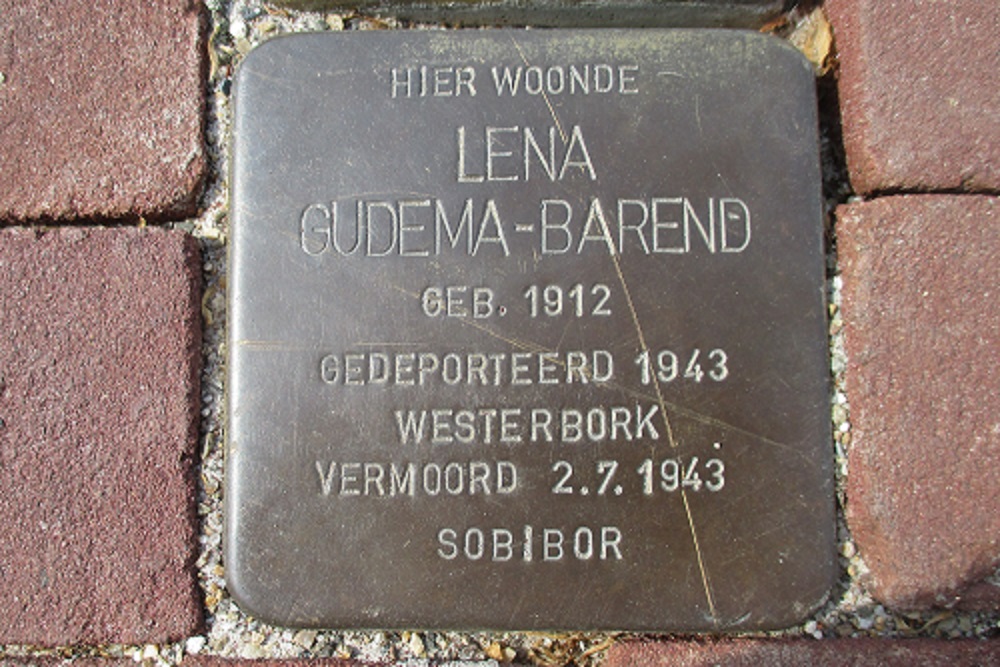 HIER WOONDE
LENA
GUDEMA-BAREND
GEB. 1912
GEDEPORTEERD 1943
WESTERBORK
VERMOORD 2.7.1943
SOBIBOR